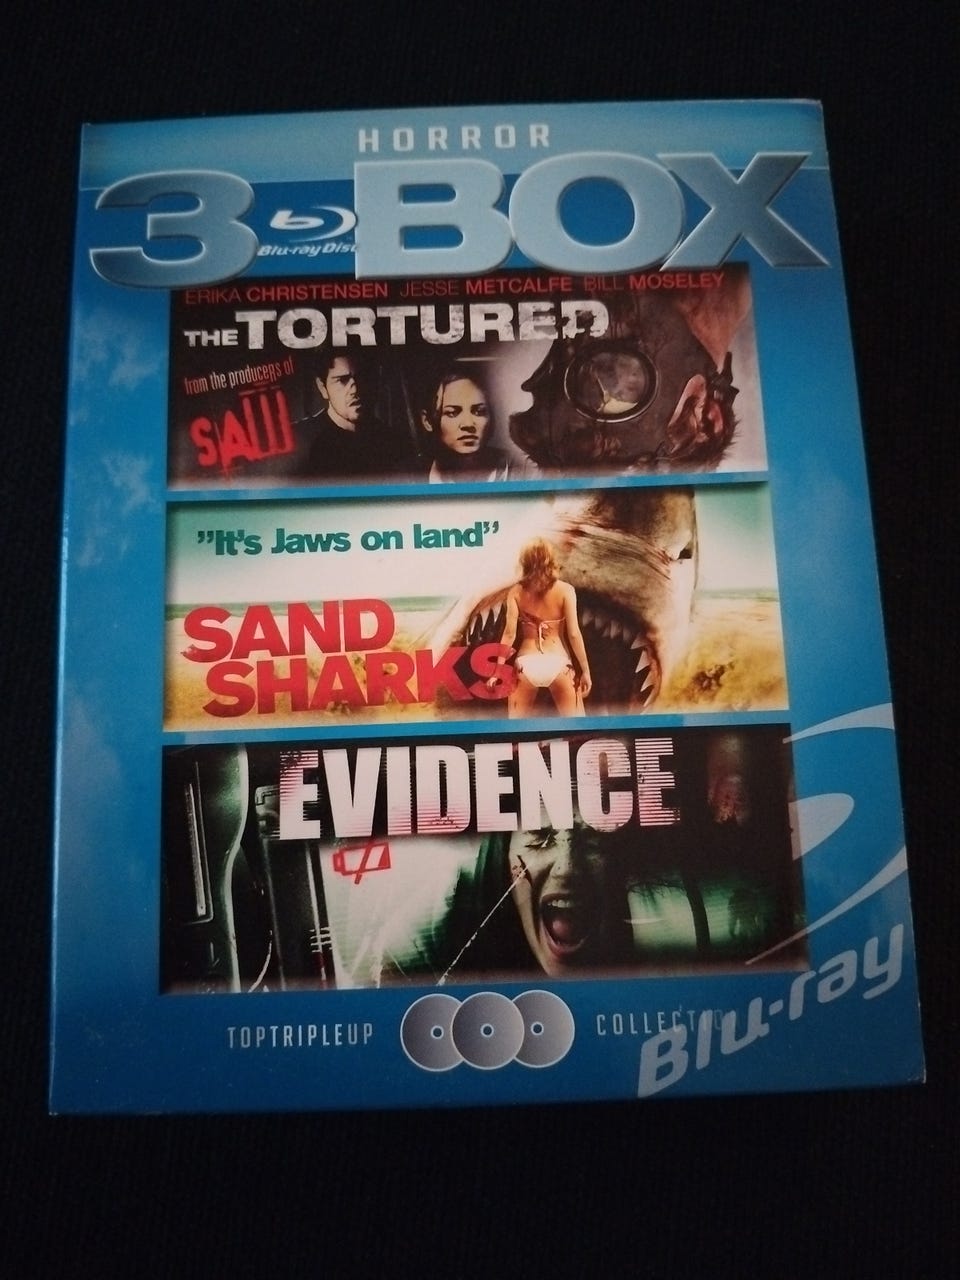 HORROR
3 BOX
Blu-ray Disc
ERIKA CHRISTENSEN JESSE METCALFE BILL MOSELEY
THE TORTURED
from the producers of
SAW
"It's Jaws on land"
SAND
SHARKS
EVIDENCE
TOPTRIPLEUP COLLECTION
Blu-ray